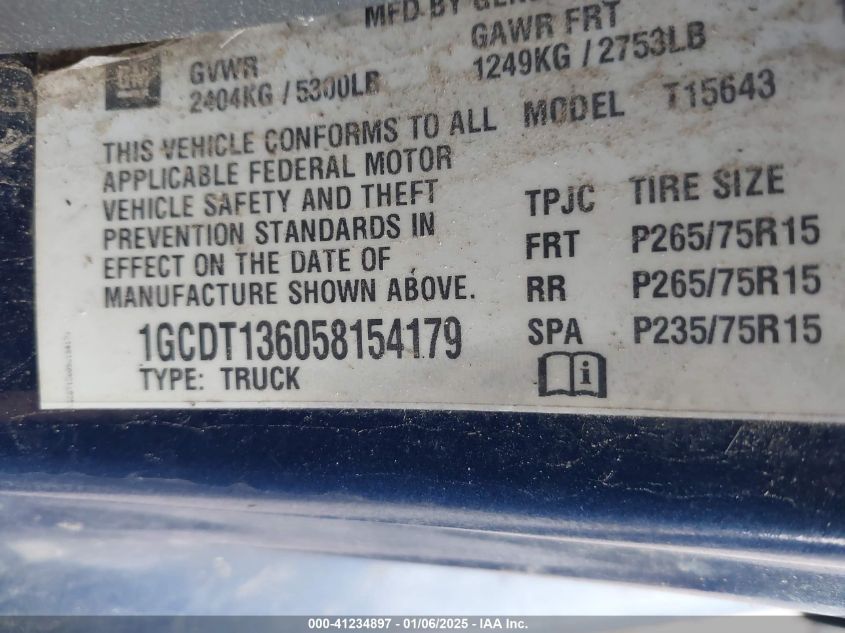 MFD BY
GM
GVWR
2404KG / 5300LB
GAWR FRT
1249KG / 2753LB
THIS VEHICLE CONFORMS TO ALL
APPLICABLE FEDERAL MOTOR
VEHICLE SAFETY AND THEFT
PREVENTION STANDARDS IN
EFFECT ON THE DATE OF
MANUFACTURE SHOWN ABOVE.
1GCDT136058154179
TYPE: TRUCK
MODEL T15643
TPJC TIRE SIZE
FRT P265/75R15
RR P265/75R15
SPA P235/75R15
i
000-41234897 - 01/06/2025 - IAA Inc.